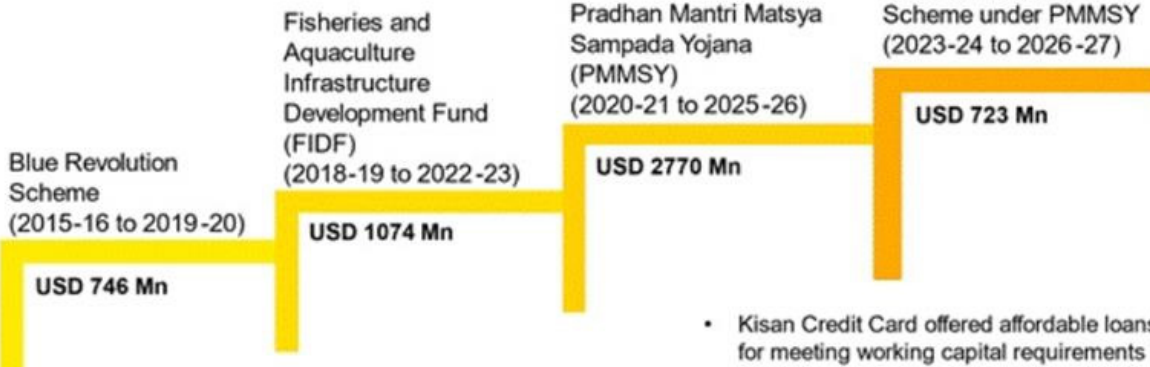 Blue Revolution
Scheme
(2015-16 to 2019-20)
USD 746 Mn
Fisheries and
Aquaculture
Infrastructure
Development Fund
(FIDF)
(2018-19 to 2022-23)
USD 1074 Mn
Pradhan Mantri Matsya
Sampada Yojana
(PMMSY)
(2020-21 to 2025-26)
USD 2770 Mn
Scheme under PMMSY
(2023-24 to 2026-27)
USD 723 Mn
• Kisan Credit Card offered affordable loans
for meeting working capital requirements